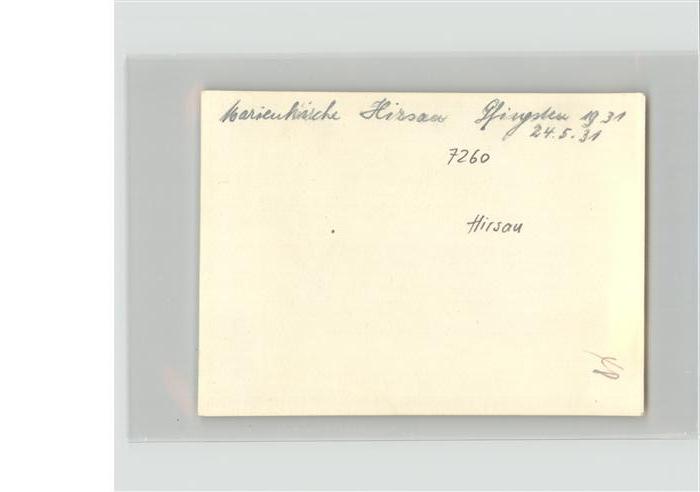 Marienkirche Hirsau Pfingsten 1931
24.5.31
7260
Hirsau